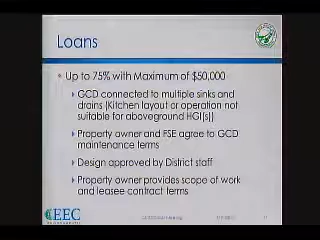 Loans
Up to 75% with Maximum of $50,000
GCD connected to multiple sinks and
drains (Kitchen layout or operation not
suitable for aboveground HGI(s))
Property owner and FSE agree to GCD
maintenance terms
Design approved by District staff
Property owner provides scope of work
and leasee contract terms
EEC